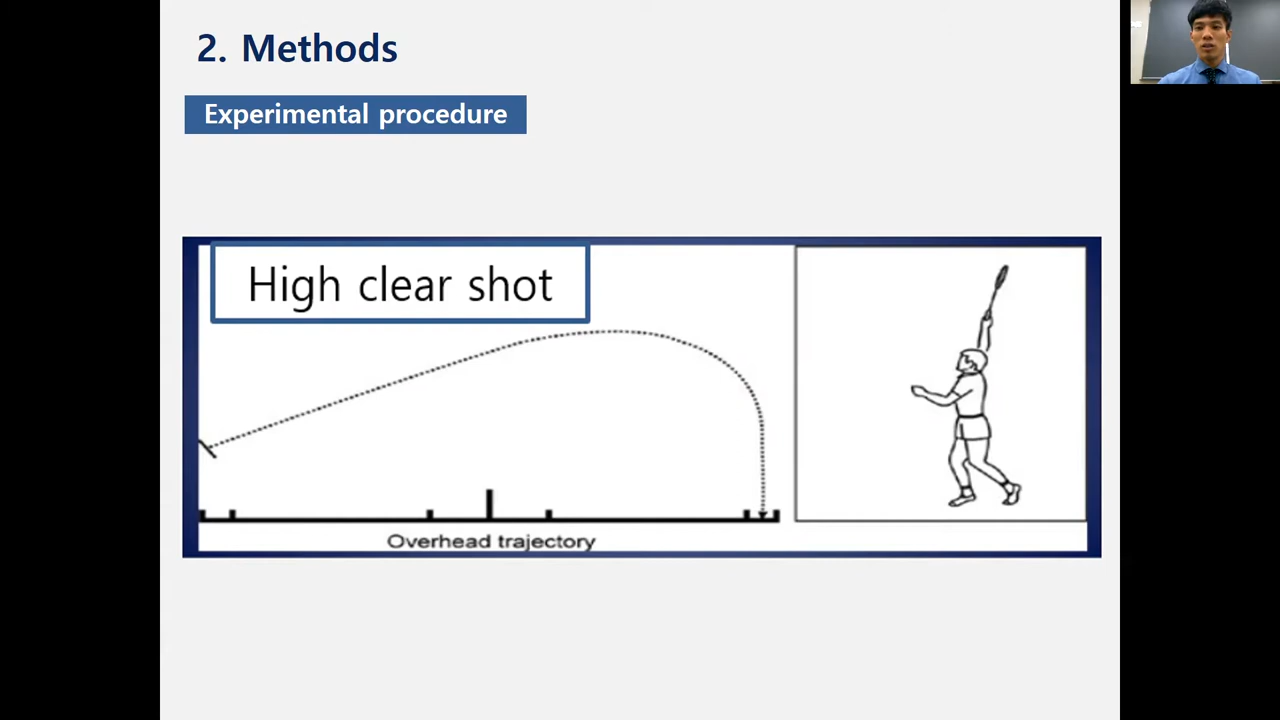 2. Methods
Experimental procedure
High clear shot
Overhead trajectory